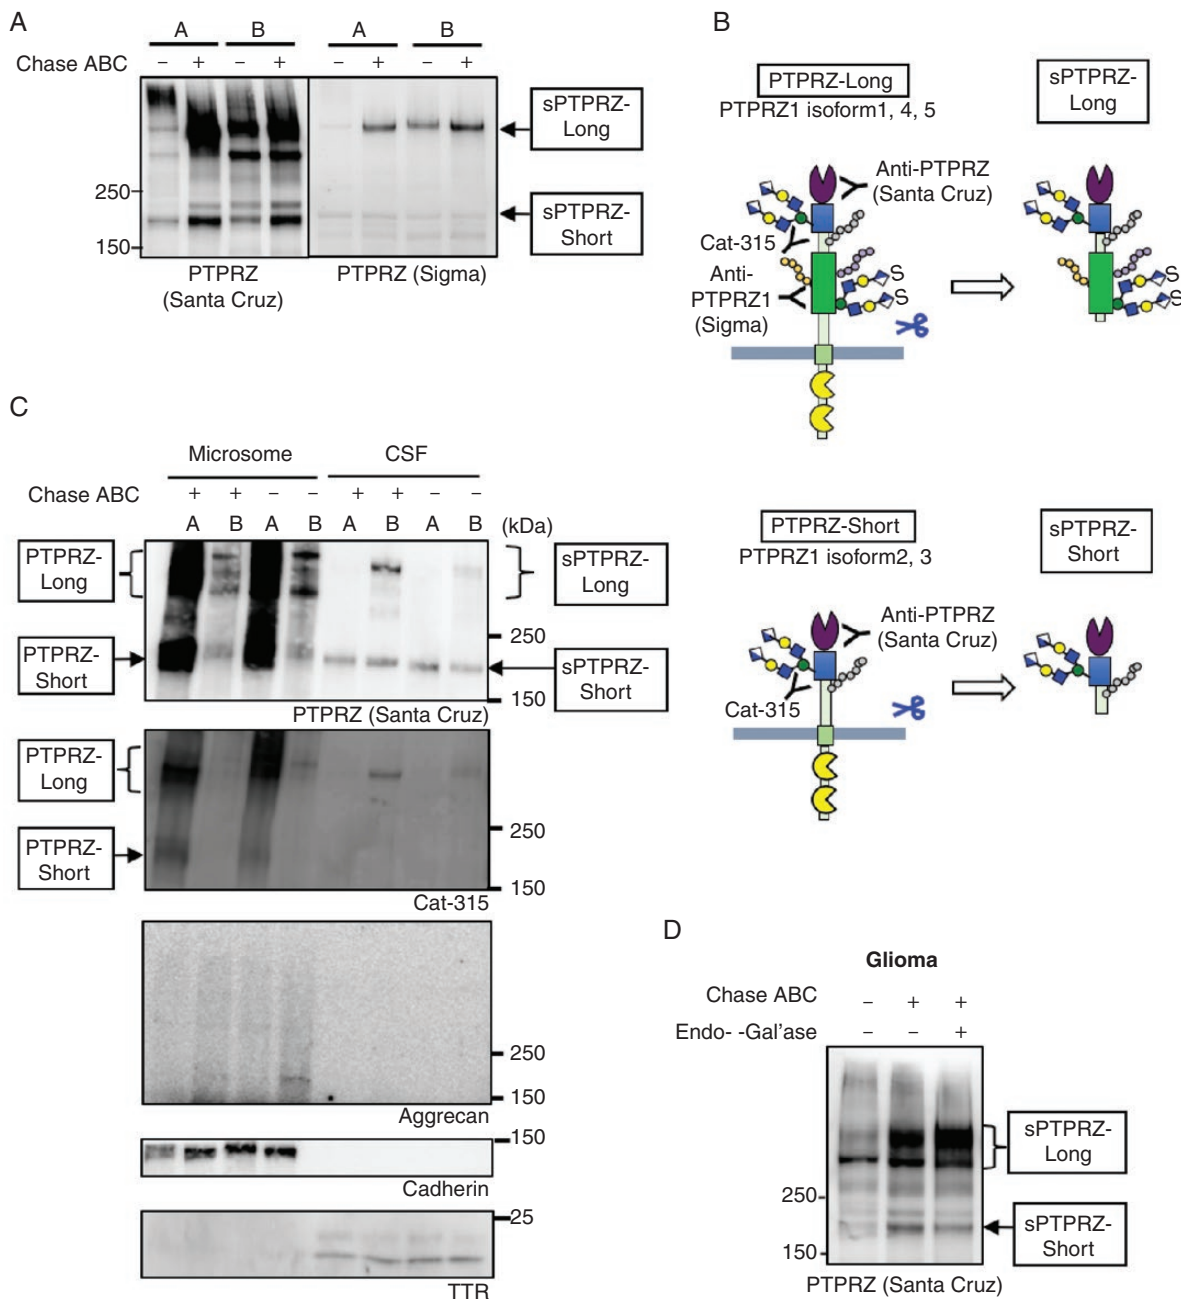 A
A B A B
Chase ABC – + – + – + – +
sPTPRZ-
Long
250
sPTPRZ-
Short
150
PTPRZ
(Santa Cruz)
PTPRZ (Sigma)
B
PTPRZ-Long
PTPRZ1 isoform1, 4, 5
sPTPRZ-
Long
Anti-PTPRZ
(Santa Cruz)
Cat-315
Anti-
PTPRZ1
(Sigma)
S
S
S
S
PTPRZ-Short
PTPRZ1 isoform2, 3
sPTPRZ-
Short
Anti-PTPRZ
(Santa Cruz)
Cat-315
C
Microsome CSF
Chase ABC + + – – + + – –
A B A B A B A B (kDa)
PTPRZ-
Long
sPTPRZ-
Long
250
PTPRZ-
Short
sPTPRZ-
Short
150
PTPRZ (Santa Cruz)
PTPRZ-
Long
250
PTPRZ-
Short
150
Cat-315
250
150
Aggrecan
150
Cadherin
25
TTR
D
Glioma
Chase ABC – + +
Endo- -Gal'ase – – +
sPTPRZ-
Long
250
sPTPRZ-
Short
150
PTPRZ (Santa Cruz)